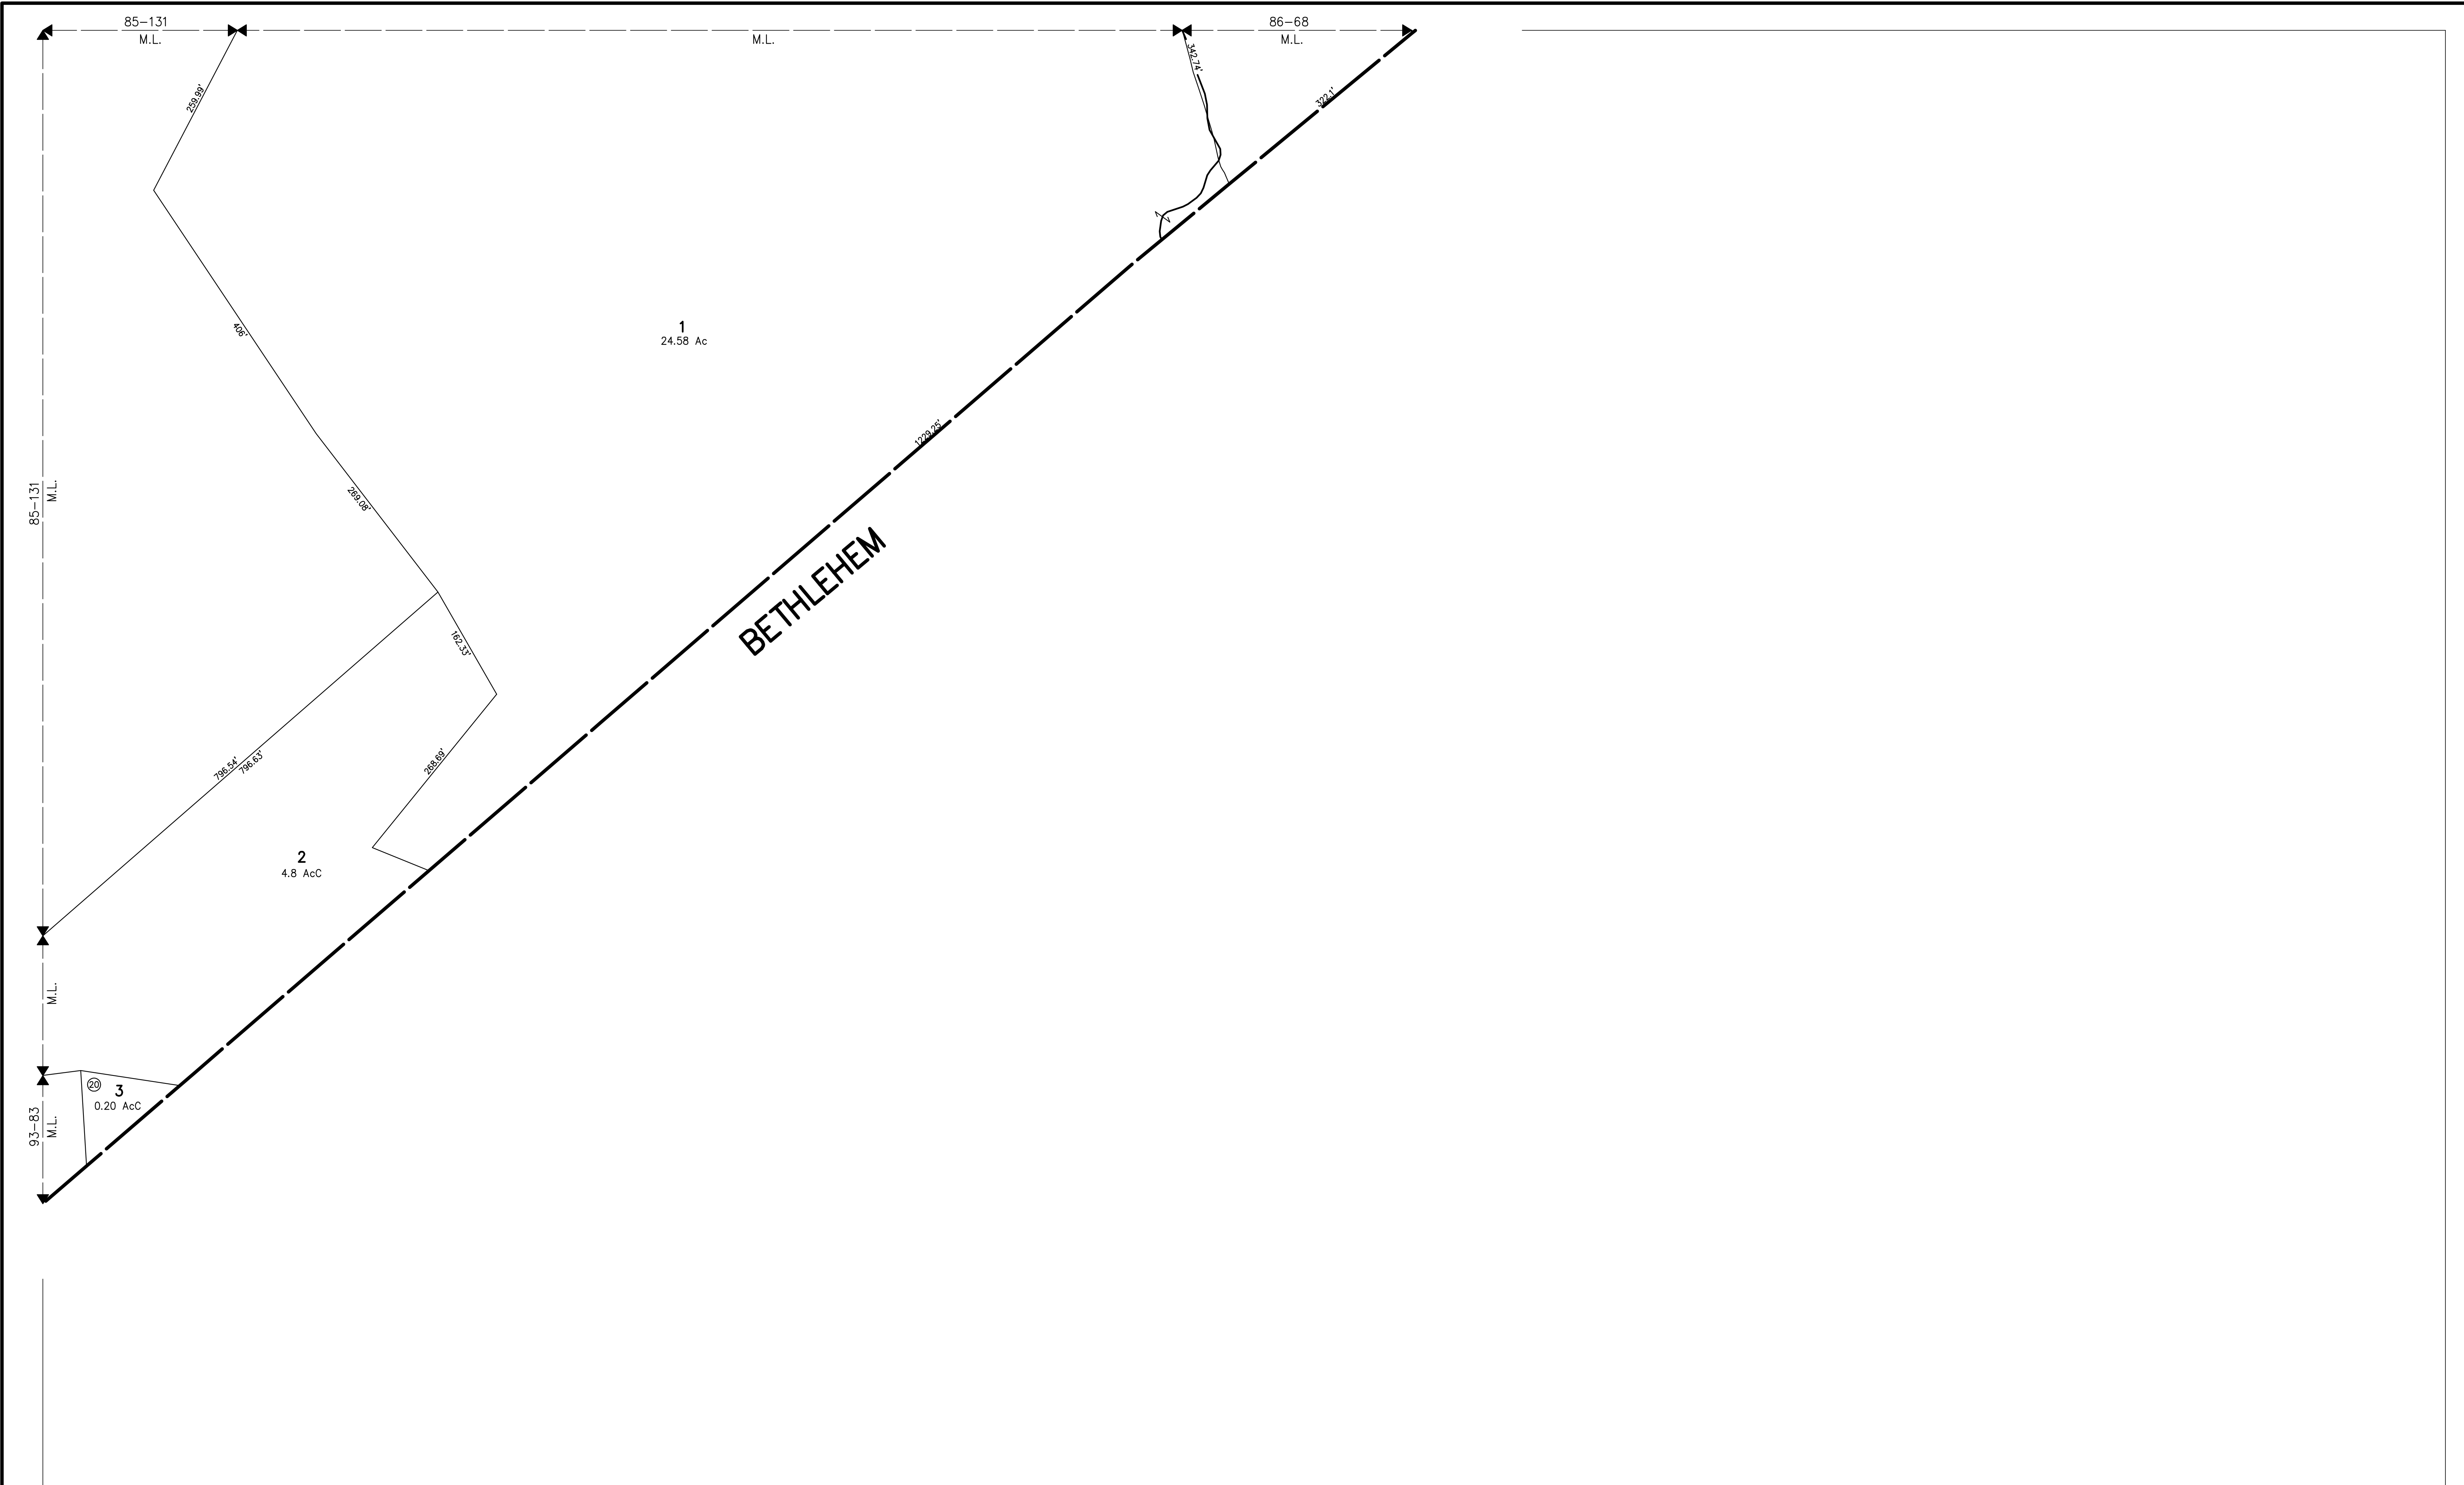 85-131
M.L.
M.L.
86-68
M.L.
342.74'
259.99'
322.1'
406'
1
24.58 Ac
1229.25'
85-131
M.L.
269.08'
BETHLEHEM
162.33'
796.54'
796.63'
268.69'
2
4.8 AcC
M.L.
20
3
0.20 AcC
93-83
M.L.